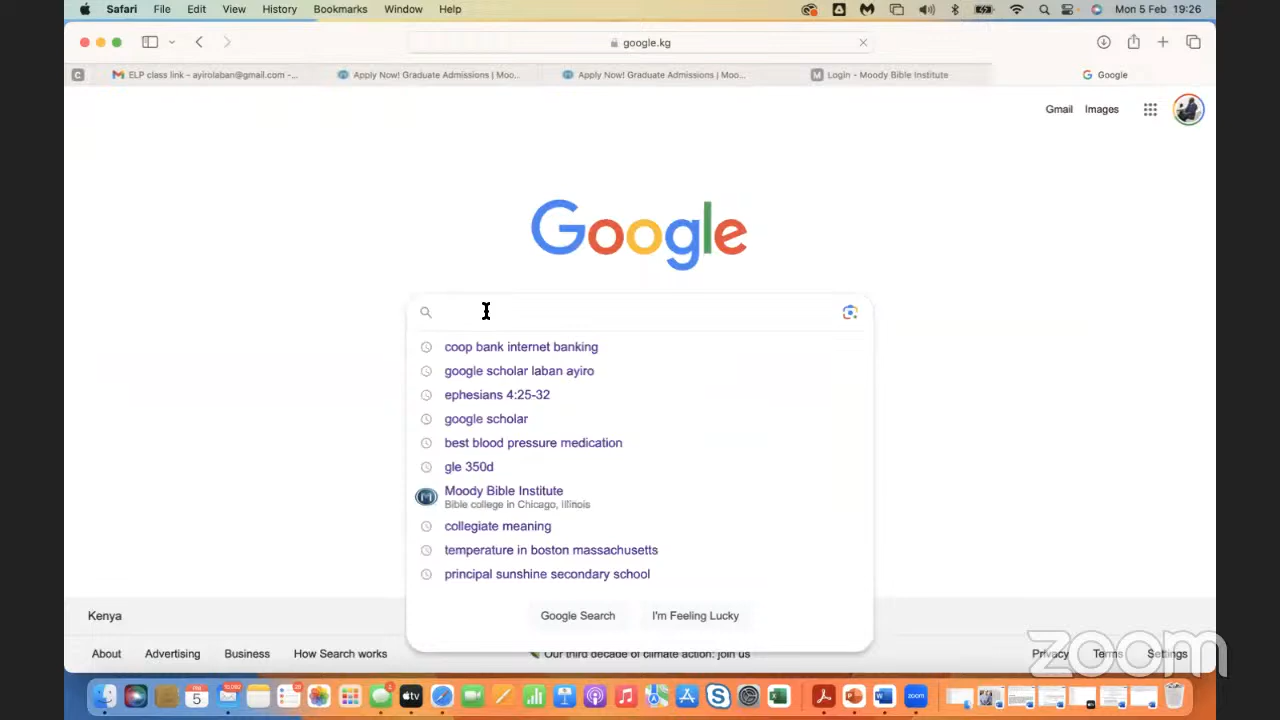 Safari File Edit View History Bookmarks Window Help Mon 5 Feb 19:26
google.kg
C ELP class link - ayirolaban@gmail.com -... Apply Now! Graduate Admissions | Moo... Apply Now! Graduate Admissions | Moo... M Login - Moody Bible Institute Google
Gmail Images
Google
coop bank internet banking
google scholar laban ayiro
ephesians 4:25-32
google scholar
best blood pressure medication
gle 350d
Moody Bible Institute
Bible college in Chicago, Illinois
collegiate meaning
temperature in boston massachusetts
principal sunshine secondary school
Google Search I'm Feeling Lucky
Kenya
About Advertising Business How Search works Our third decade of climate action: join us Privacy Terms Settings
zoom
tv zoom